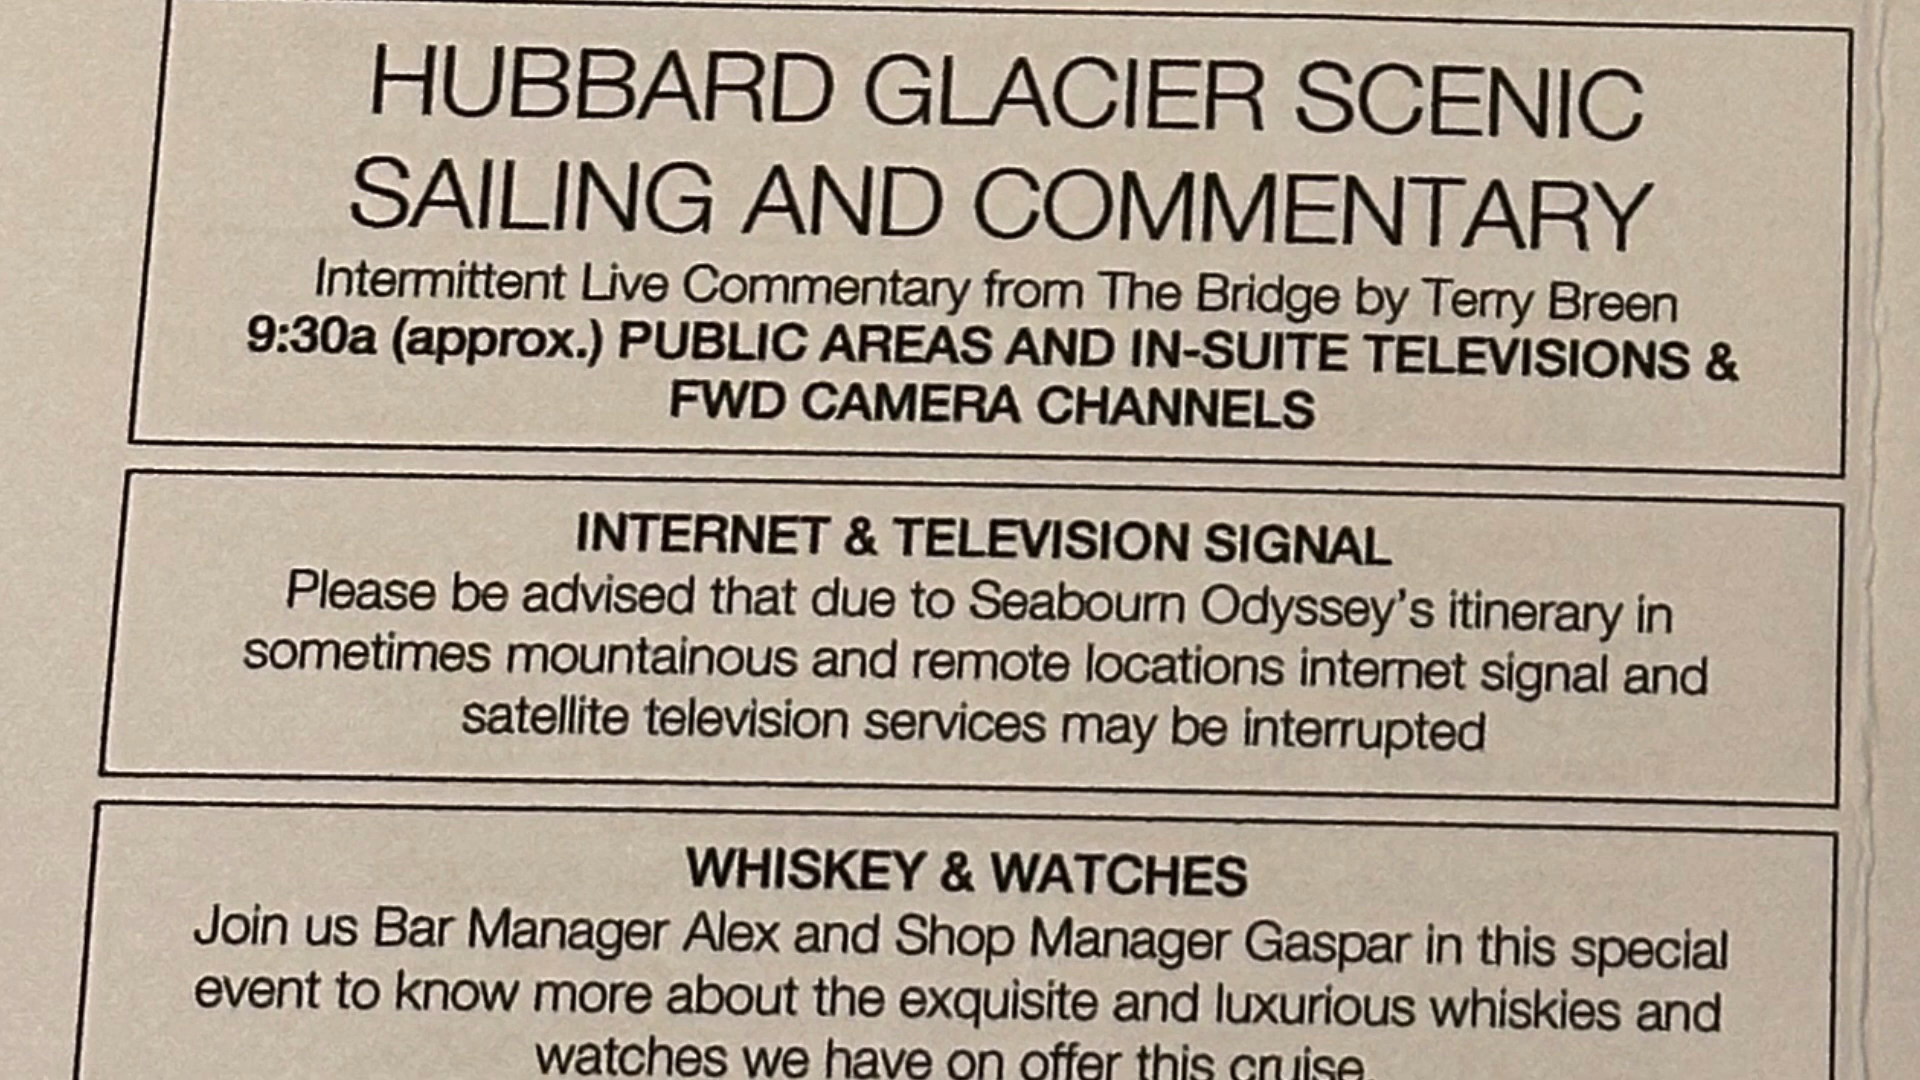 HUBBARD GLACIER SCENIC
SAILING AND COMMENTARY
Intermittent Live Commentary from The Bridge by Terry Breen
9:30a (approx.) PUBLIC AREAS AND IN-SUITE TELEVISIONS &
FWD CAMERA CHANNELS
INTERNET & TELEVISION SIGNAL
Please be advised that due to Seabourn Odyssey's itinerary in
sometimes mountainous and remote locations internet signal and
satellite television services may be interrupted
WHISKEY & WATCHES
Join us Bar Manager Alex and Shop Manager Gaspar in this special
event to know more about the exquisite and luxurious whiskies and
watches we have on offer this cruise.